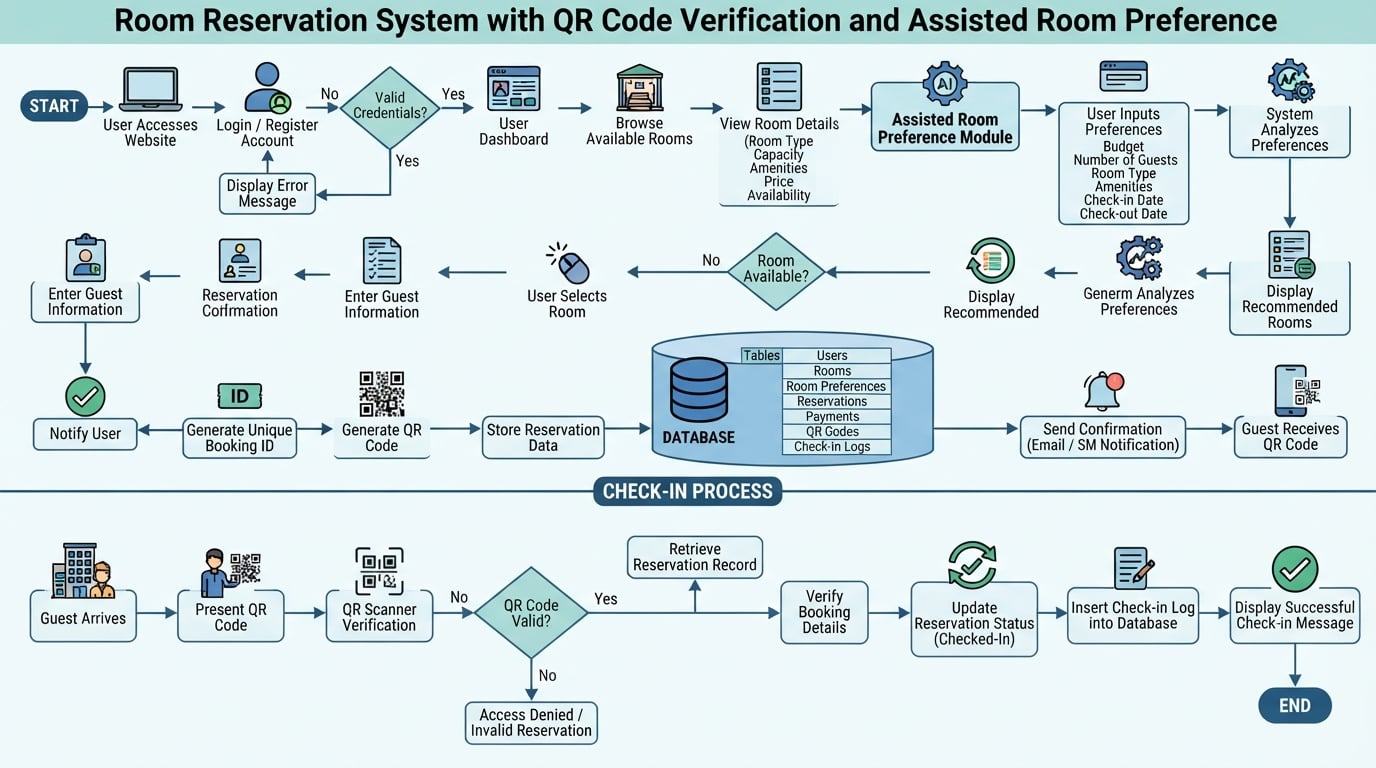 Room Reservation System with QR Code Verification and Assisted Room Preference
START
User Accesses
Website
Login / Register
Account
No
Valid
Credentials?
Yes
Yes
Display Error
Message
User
Dashboard
Browse
Available Rooms
View Room Details
(Room Type
Capacity
Amenities
Price
Availability
AI
Assisted Room
Preference Module
User Inputs
Preferences
Budget
Number of Guests
Room Type
Amenities
Check-in Date
Check-out Date
System
Analyzes
Preferences
Enter Guest
Information
Reservation
Corfirmation
Enter Guest
Information
User Selects
Room
No
Room
Available?
Display
Recommended
Generm Analyzes
Preferences
Display
Recommended
Rooms
Notify User
ID
Generate Unique
Booking ID
Generate QR
Code
Store Reservation
Data
DATABASE
Tables
Users
Rooms
Room Preferences
Reservations
Payments
QR Godes
Check-in Logs
Send Confirmation
(Email / SM Notification)
Guest Receives
QR Code
CHECK-IN PROCESS
Guest Arrives
Present QR
Code
QR Scanner
Verification
No
QR Code
Valid?
Yes
No
Access Denied /
Invalid Reservation
Retrieve
Reservation Record
Verify
Booking
Details
Update
Reservation Status
(Checked-In)
Insert Check-in Log
into Database
Display Successful
Check-in Message
END